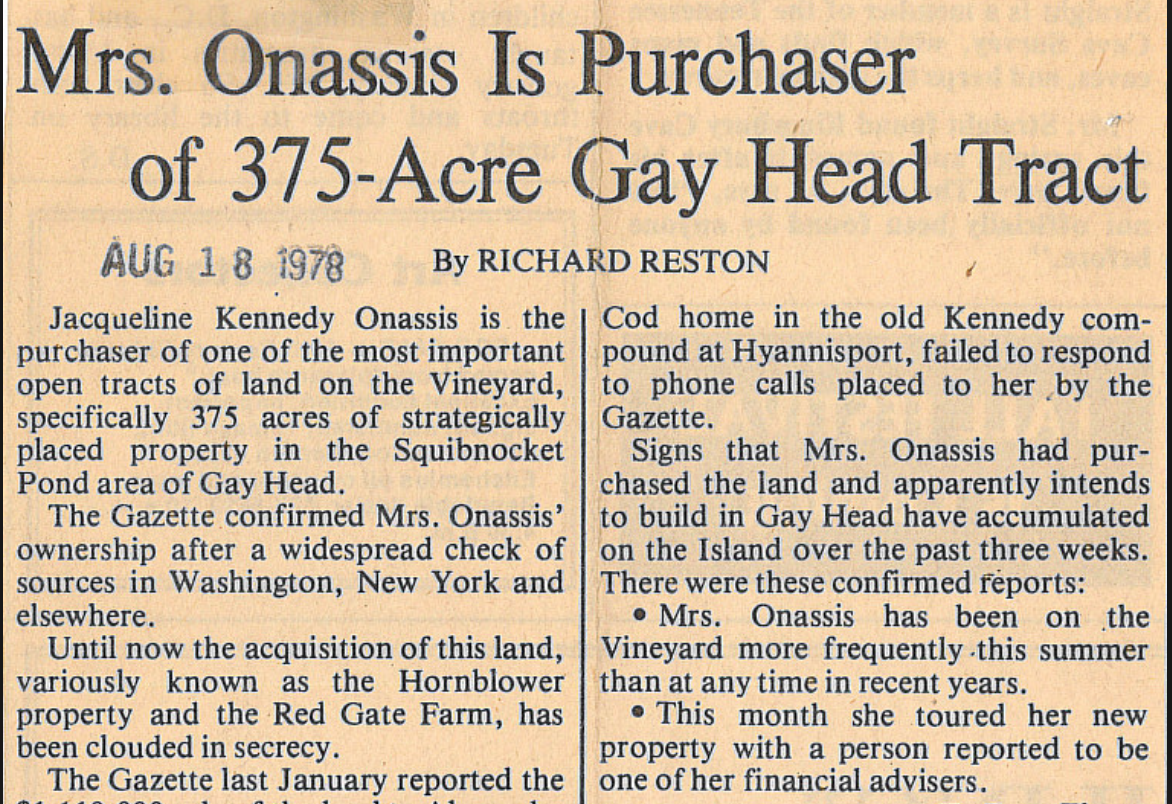 Mrs. Onassis Is Purchaser
of 375-Acre Gay Head Tract
AUG 18 1978
By RICHARD RESTON
Jacqueline Kennedy Onassis is the
purchaser of one of the most important
open tracts of land on the Vineyard,
specifically 375 acres of strategically
placed property in the Squibnocket
Pond area of Gay Head.
The Gazette confirmed Mrs. Onassis'
ownership after a widespread check of
sources in Washington, New York and
elsewhere.
Until now the acquisition of this land,
variously known as the Hornblower
property and the Red Gate Farm, has
been clouded in secrecy.
The Gazette last January reported the
Cod home in the old Kennedy com-
pound at Hyannisport, failed to respond
to phone calls placed to her by the
Gazette.
Signs that Mrs. Onassis had pur-
chased the land and apparently intends
to build in Gay Head have accumulated
on the Island over the past three weeks.
There were these confirmed reports:
• Mrs. Onassis has been on the
Vineyard more frequently this summer
than at any time in recent years.
• This month she toured her new
property with a person reported to be
one of her financial advisers.